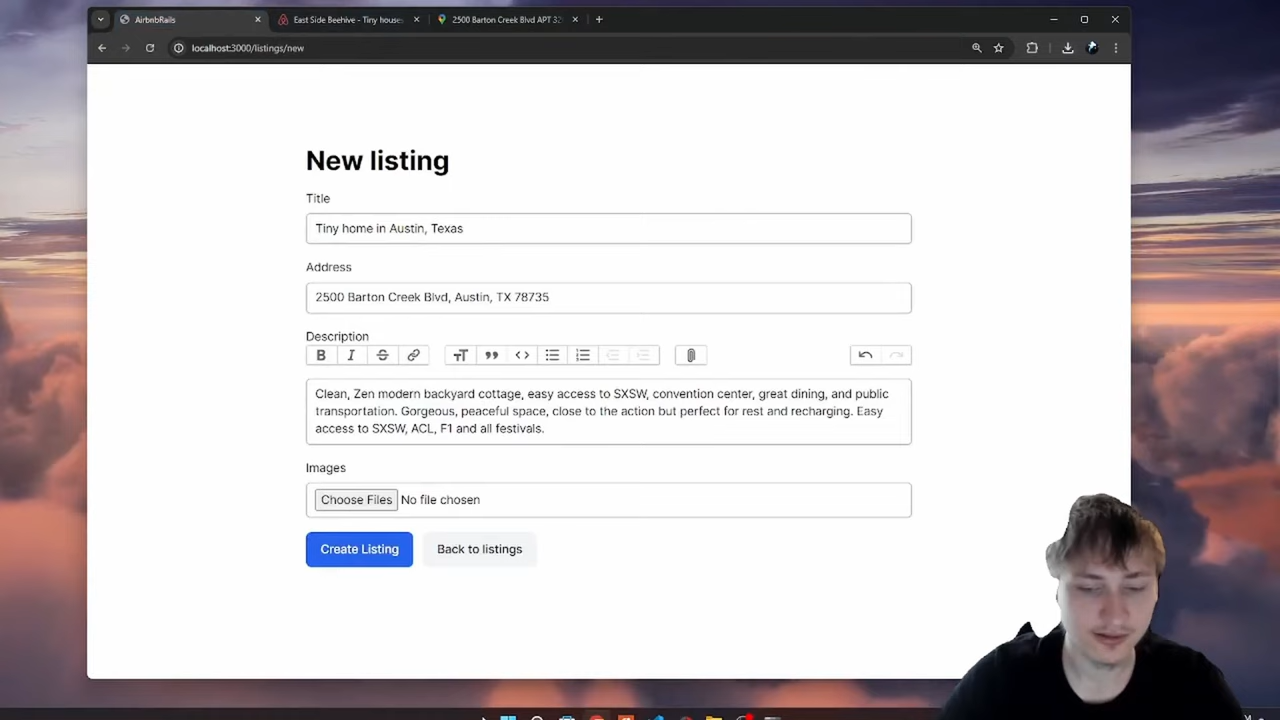 AirbnbRails
East Side Beehive - Tiny houses
2500 Barton Creek Blvd APT 32
localhost:3000/listings/new
New listing
Title
Tiny home in Austin, Texas
Address
2500 Barton Creek Blvd, Austin, TX 78735
Description
Clean, Zen modern backyard cottage, easy access to SXSW, convention center, great dining, and public
transportation. Gorgeous, peaceful space, close to the action but perfect for rest and recharging. Easy
access to SXSW, ACL, F1 and all festivals.
Images
Choose Files No file chosen
Create Listing
Back to listings